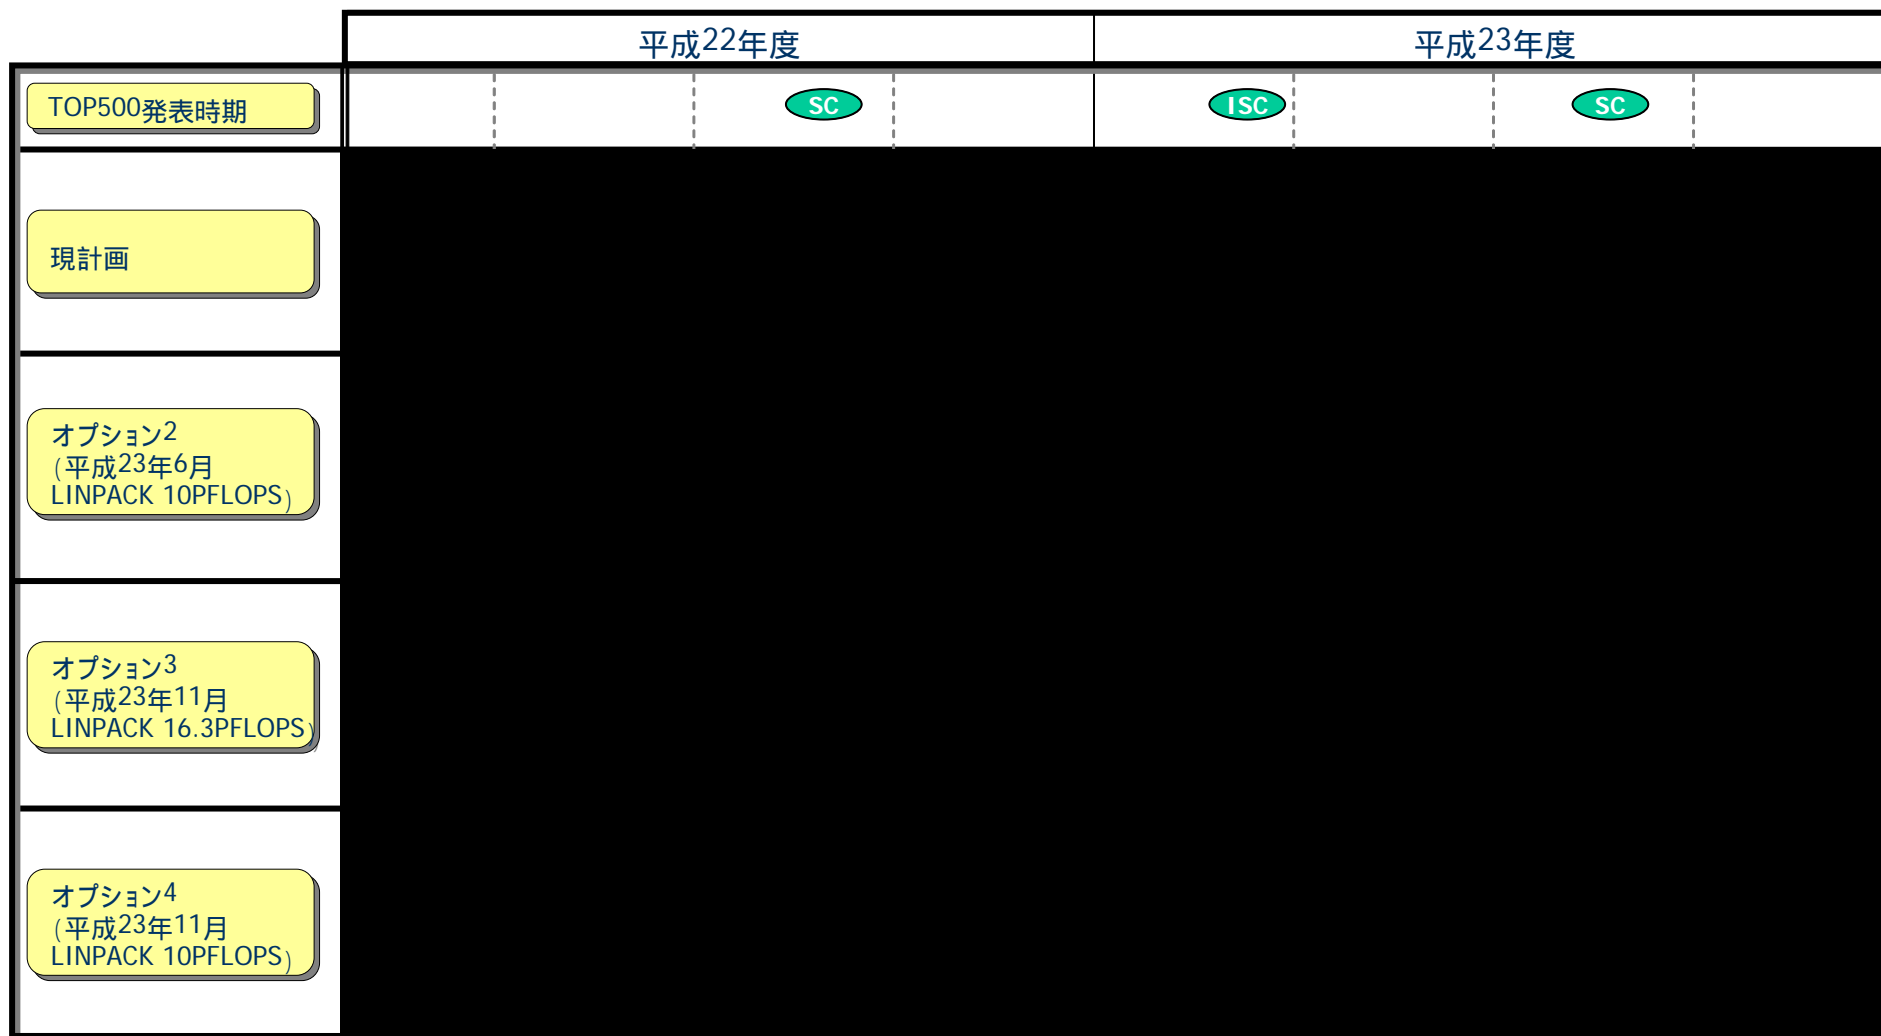 平成22年度
平成23年度
TOP500発表時期
SC
ISC
SC
現計画
オプション2
(平成23年6月
LINPACK 10PFLOPS)
オプション3
(平成23年11月
LINPACK 16.3PFLOPS)
オプション4
(平成23年11月
LINPACK 10PFLOPS)